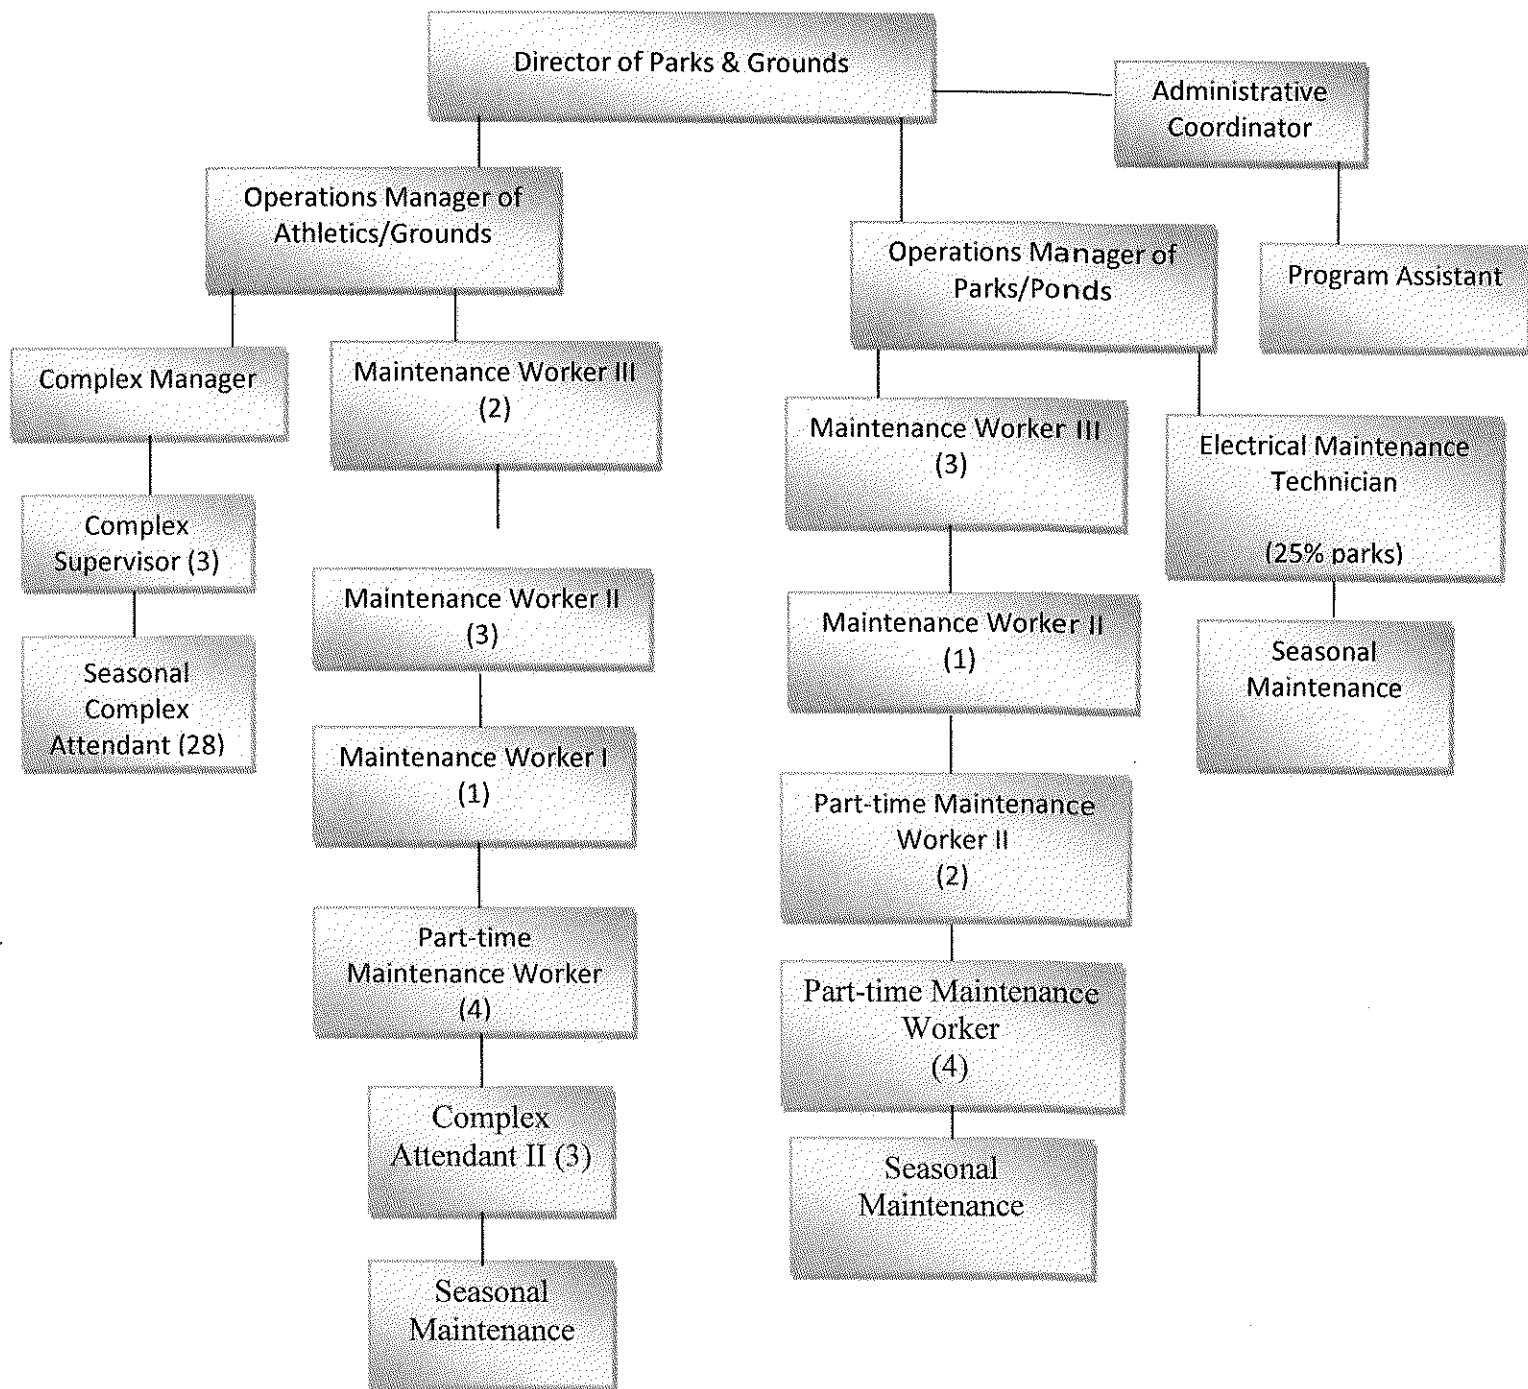 Director of Parks & Grounds
Administrative
Coordinator
Operations Manager of
Athletics/Grounds
Operations Manager of
Parks/Ponds
Program Assistant
Complex Manager
Maintenance Worker III
(2)
Maintenance Worker III
(3)
Electrical Maintenance
Technician
(25% parks)
Complex
Supervisor (3)
Maintenance Worker II
(3)
Maintenance Worker II
(1)
Seasonal
Maintenance
Seasonal
Complex
Attendant (28)
Maintenance Worker I
(1)
Part-time Maintenance
Worker II
(2)
Part-time
Maintenance Worker
(4)
Part-time Maintenance
Worker
(4)
Complex
Attendant II (3)
Seasonal
Maintenance
Seasonal
Maintenance